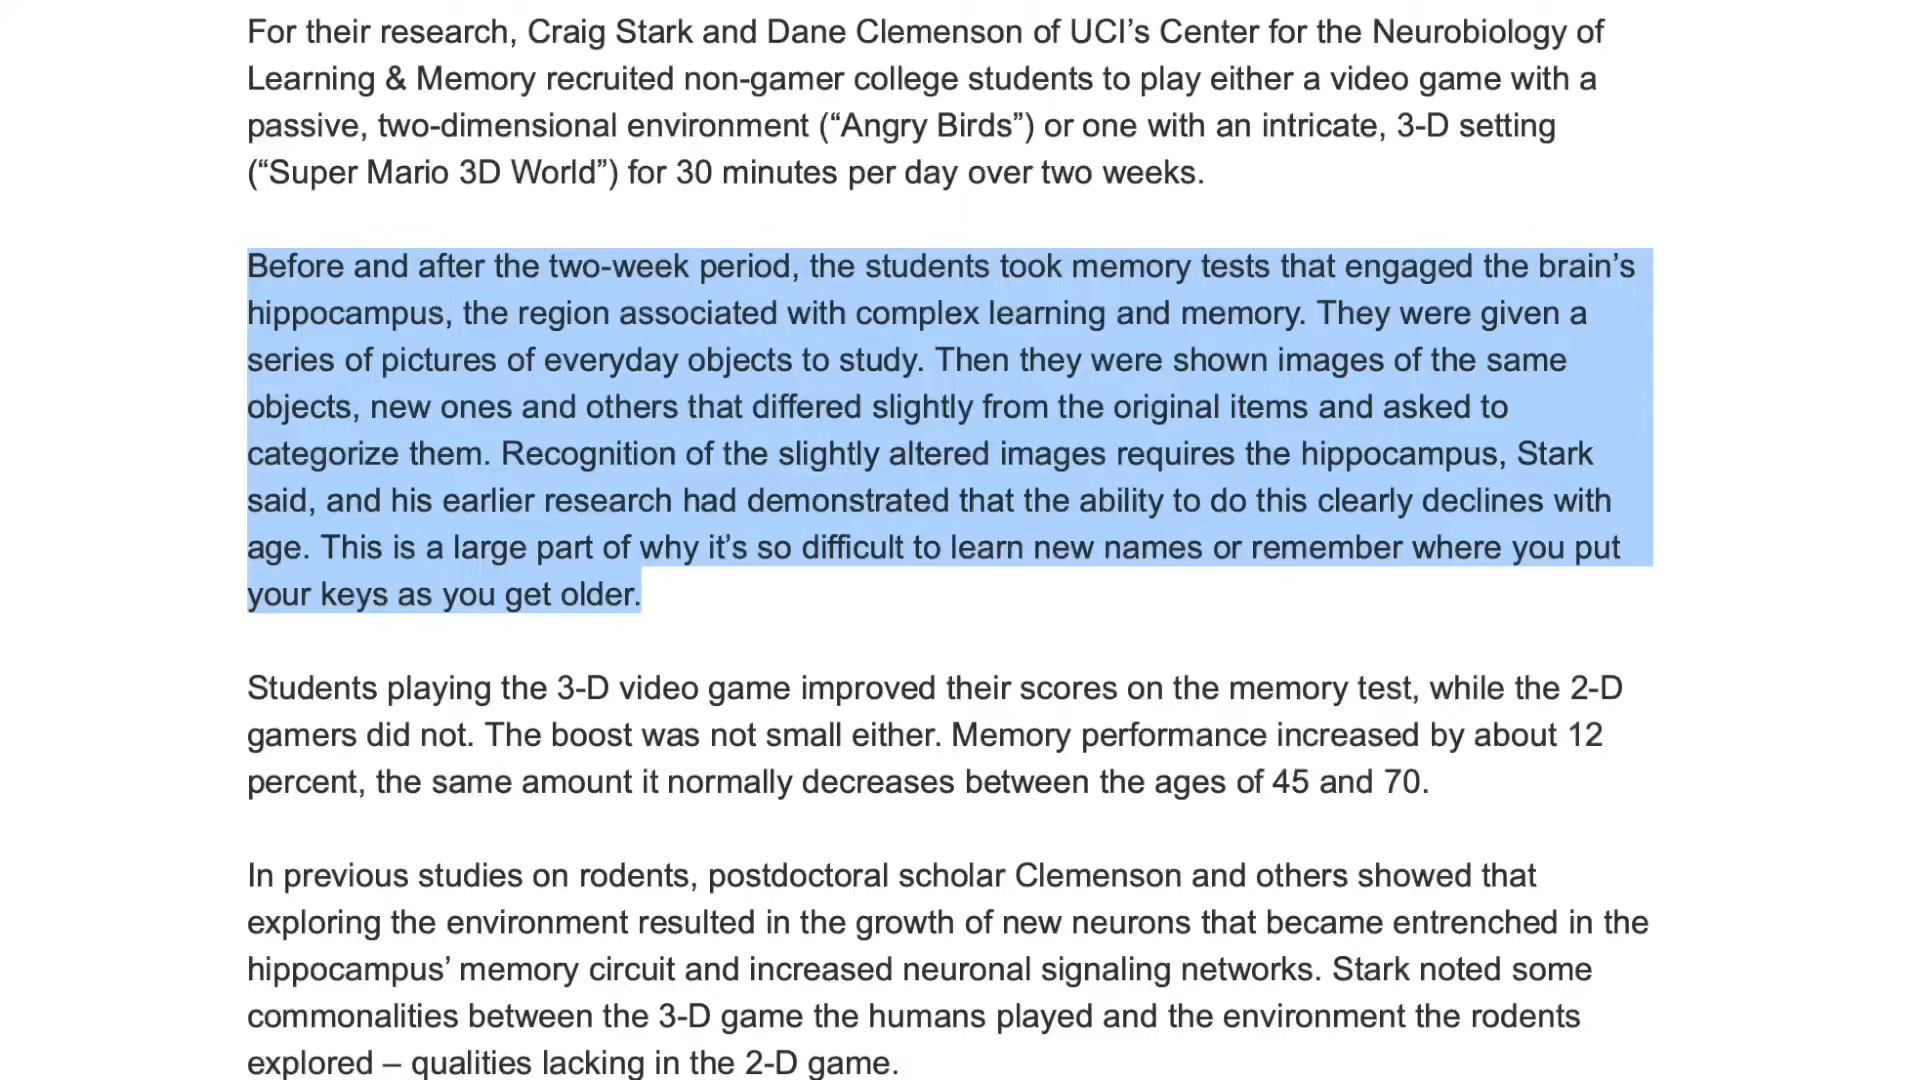 For their research, Craig Stark and Dane Clemenson of UCI’s Center for the Neurobiology of
Learning & Memory recruited non-gamer college students to play either a video game with a
passive, two-dimensional environment (“Angry Birds”) or one with an intricate, 3-D setting
(“Super Mario 3D World”) for 30 minutes per day over two weeks.
Before and after the two-week period, the students took memory tests that engaged the brain’s
hippocampus, the region associated with complex learning and memory. They were given a
series of pictures of everyday objects to study. Then they were shown images of the same
objects, new ones and others that differed slightly from the original items and asked to
categorize them. Recognition of the slightly altered images requires the hippocampus, Stark
said, and his earlier research had demonstrated that the ability to do this clearly declines with
age. This is a large part of why it’s so difficult to learn new names or remember where you put
your keys as you get older.
Students playing the 3-D video game improved their scores on the memory test, while the 2-D
gamers did not. The boost was not small either. Memory performance increased by about 12
percent, the same amount it normally decreases between the ages of 45 and 70.
In previous studies on rodents, postdoctoral scholar Clemenson and others showed that
exploring the environment resulted in the growth of new neurons that became entrenched in the
hippocampus’ memory circuit and increased neuronal signaling networks. Stark noted some
commonalities between the 3-D game the humans played and the environment the rodents
explored – qualities lacking in the 2-D game.